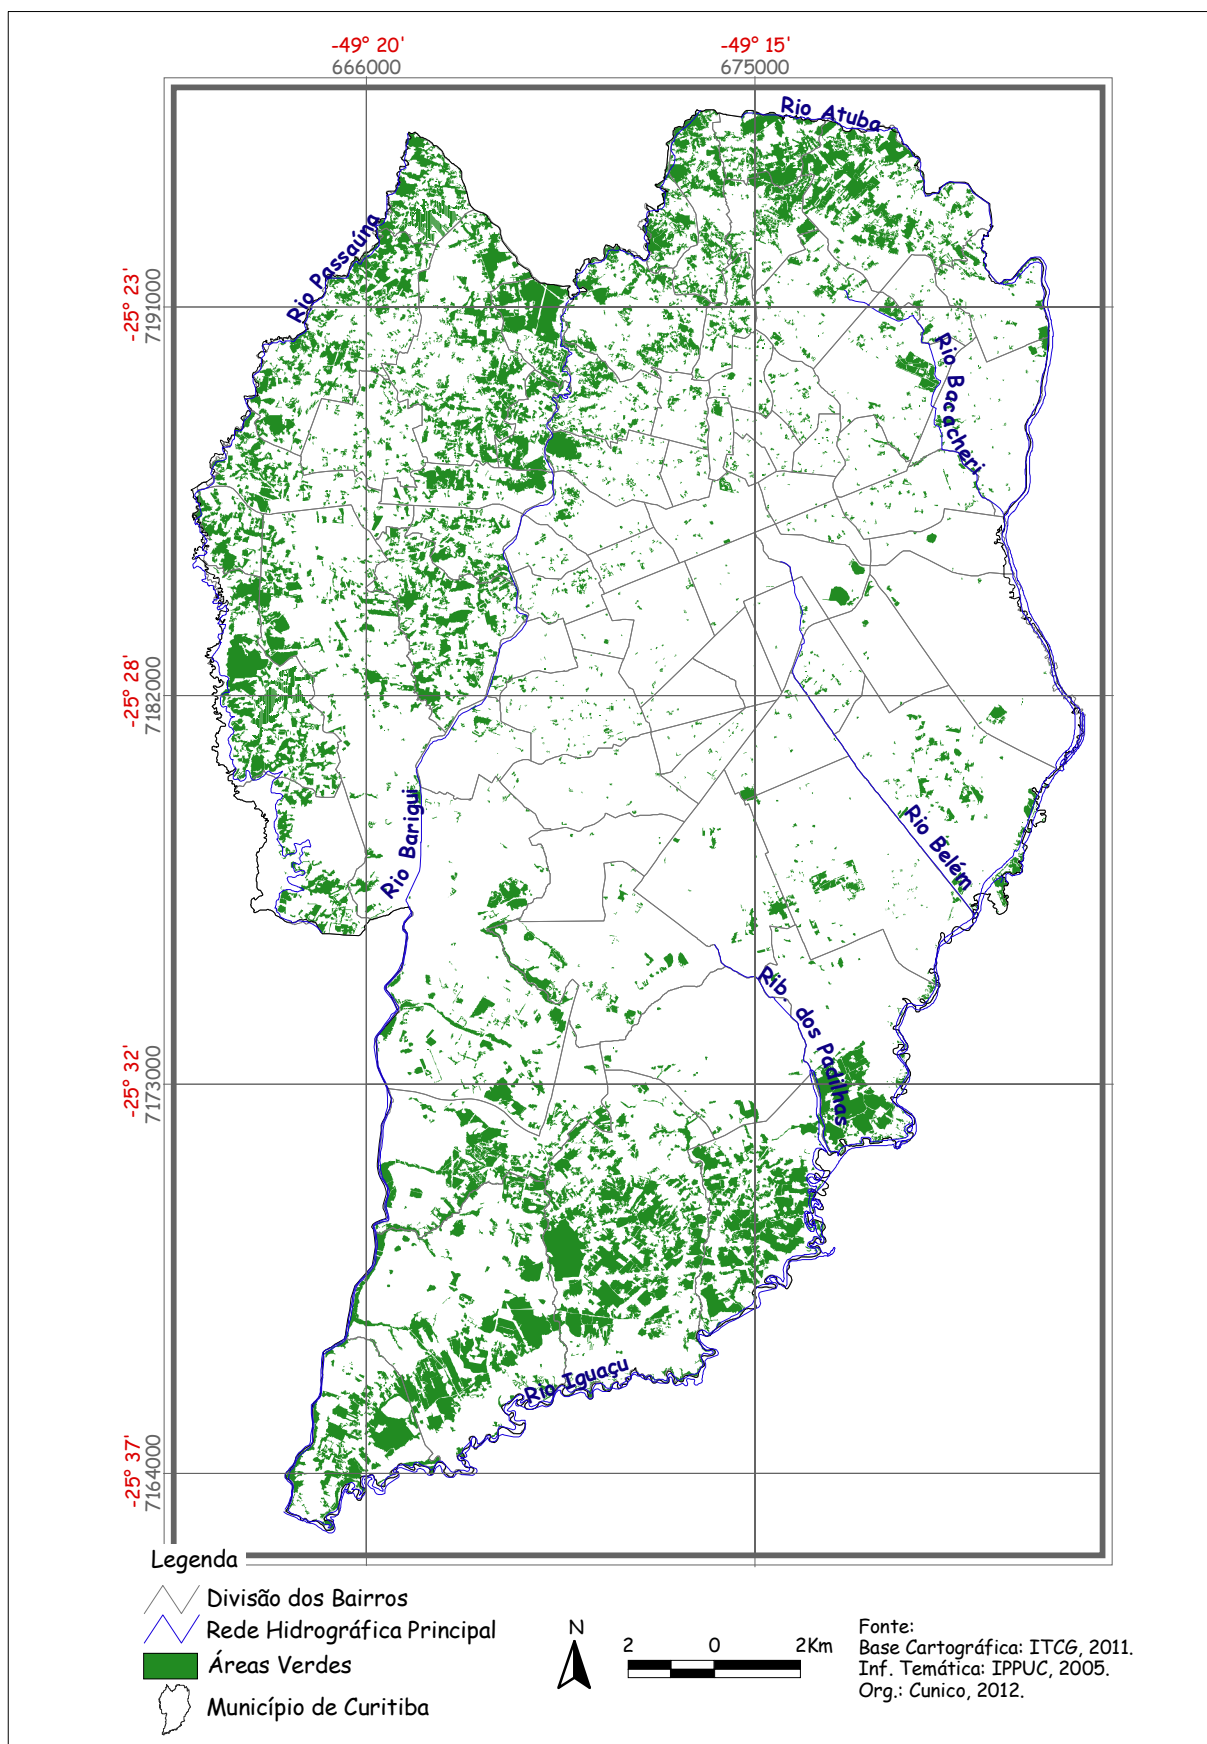 -49° 20'
-49° 15'
666000
675000
Rio Atuba
Rio Passaúna
-25° 23'
7191000
Rio Bacacheri
-25° 28'
7182000
Rio Barigui
Rio Belém
Rib. dos Padilhas
-25° 32'
7173000
Rio Iguaçu
-25° 37'
7164000
Legenda
Divisão dos Bairros
Rede Hidrográfica Principal
Áreas Verdes
Município de Curitiba
N
2 0 2Km
Fonte:
Base Cartográfica: ITCG, 2011.
Inf. Temática: IPPUC, 2005.
Org.: Cunico, 2012.